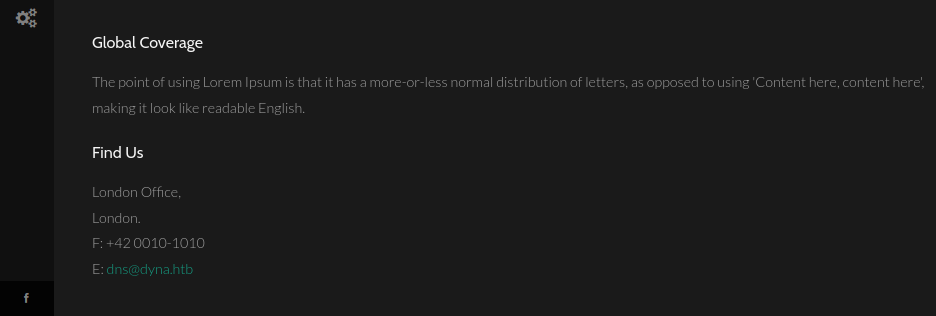 Global Coverage
The point of using Lorem Ipsum is that it has a more-or-less normal distribution of letters, as opposed to using 'Content here, content here',
making it look like readable English.
Find Us
London Office,
London.
F: +42 0010-1010
E: dns@dyna.htb
f